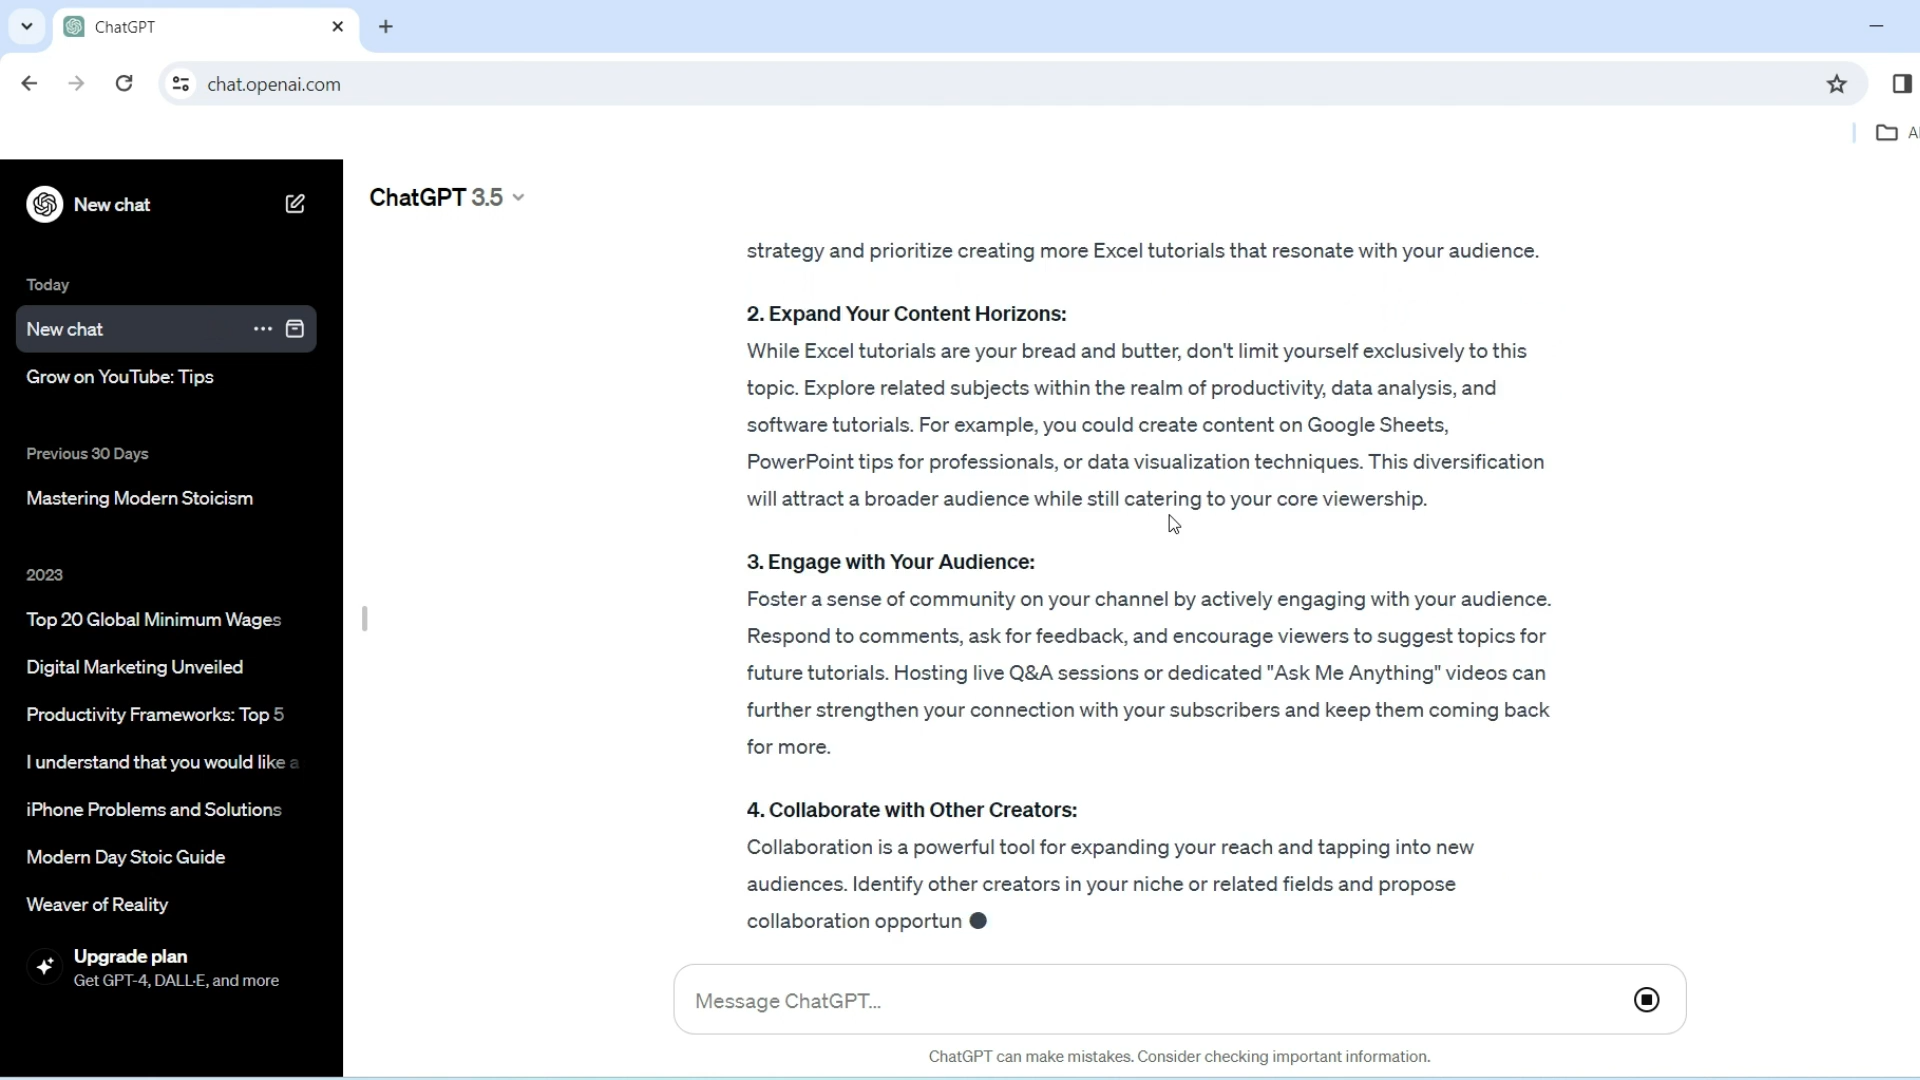 ChatGPT
chat.openai.com
New chat
ChatGPT 3.5
Today
New chat
Grow on YouTube: Tips
Previous 30 Days
Mastering Modern Stoicism
2023
Top 20 Global Minimum Wages
Digital Marketing Unveiled
Productivity Frameworks: Top 5
I understand that you would like a
iPhone Problems and Solutions
Modern Day Stoic Guide
Weaver of Reality
Upgrade plan
Get GPT-4, DALL·E, and more
strategy and prioritize creating more Excel tutorials that resonate with your audience.
2. Expand Your Content Horizons:
While Excel tutorials are your bread and butter, don't limit yourself exclusively to this
topic. Explore related subjects within the realm of productivity, data analysis, and
software tutorials. For example, you could create content on Google Sheets,
PowerPoint tips for professionals, or data visualization techniques. This diversification
will attract a broader audience while still catering to your core viewership.
3. Engage with Your Audience:
Foster a sense of community on your channel by actively engaging with your audience.
Respond to comments, ask for feedback, and encourage viewers to suggest topics for
future tutorials. Hosting live Q&A sessions or dedicated "Ask Me Anything" videos can
further strengthen your connection with your subscribers and keep them coming back
for more.
4. Collaborate with Other Creators:
Collaboration is a powerful tool for expanding your reach and tapping into new
audiences. Identify other creators in your niche or related fields and propose
collaboration opportun
Message ChatGPT...
ChatGPT can make mistakes. Consider checking important information.